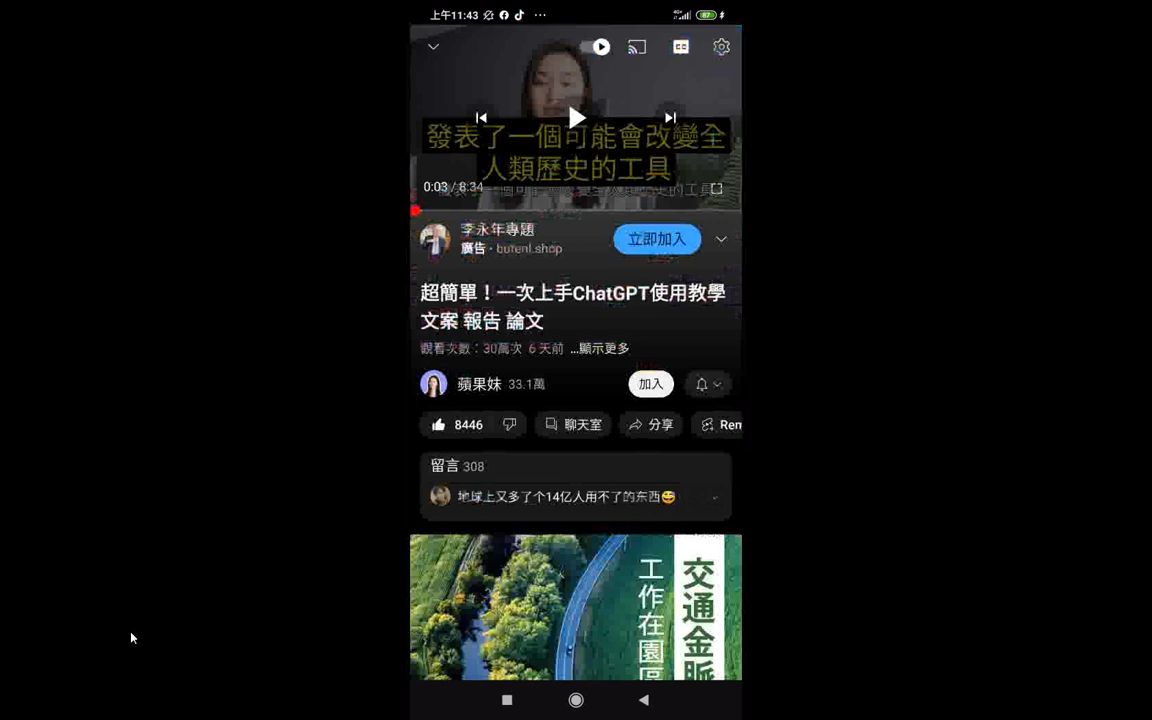 上午11:43
87
發表了一個可能會改變全
人類歷史的工具
0:03 / 8:34
李永年專題
廣告 · butenl.shop
立即加入
超簡單！一次上手ChatGPT使用教學
文案 報告 論文
觀看次數：30萬次 6 天前 ...顯示更多
蘋果妹 33.1萬
加入
8446
聊天室
分享
Rem
留言 308
地球上又多了个14亿人用不了的东西😅
交通金脈
工作在園區